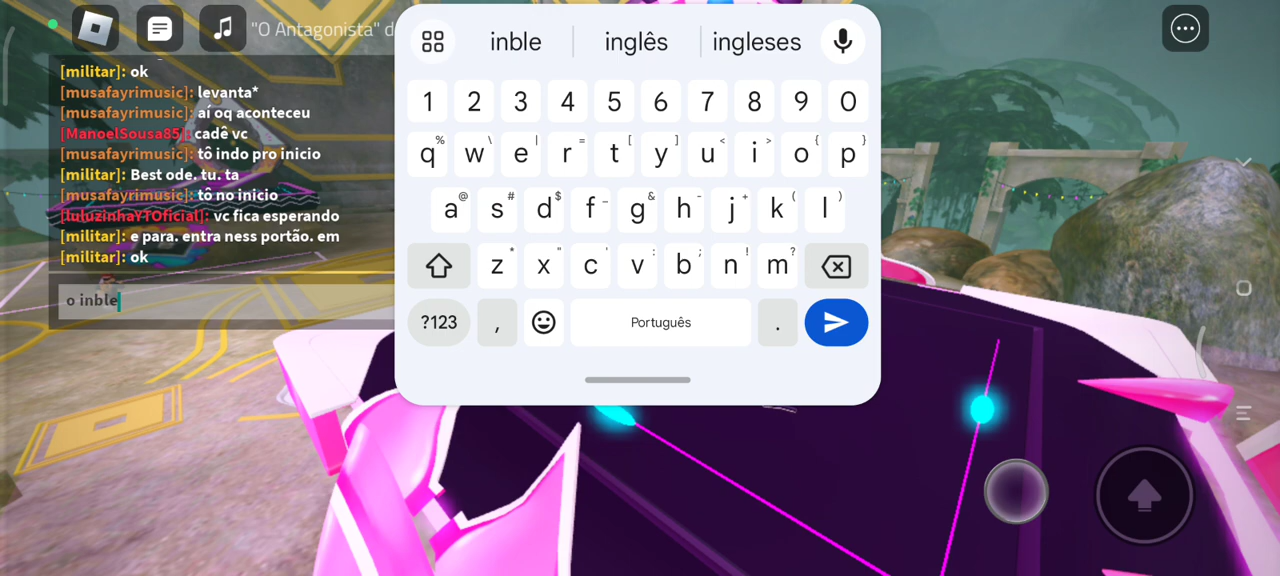 "O Antagonista" d
[militar]: ok
[musafayrimusic]: levanta*
[musafayrimusic]: aí oq aconteceu
[ManoelSousa85]: cadê vc
[musafayrimusic]: tô indo pro inicio
[militar]: Best ode. tu. ta
[musafayrimusic]: tô no inicio
[luluzinhaYTOficial]: vc fica esperando
[militar]: e para. entra ness portão. em
[militar]: ok
o inble
inble inglês ingleses
1 2 3 4 5 6 7 8 9 0
% \ | = [ ] < > { }
q w e r t y u i o p
@ # $ _ & - + ( )
a s d f g h j k l
* " ' : ; ! ?
z x c v b n m
?123 , Português .